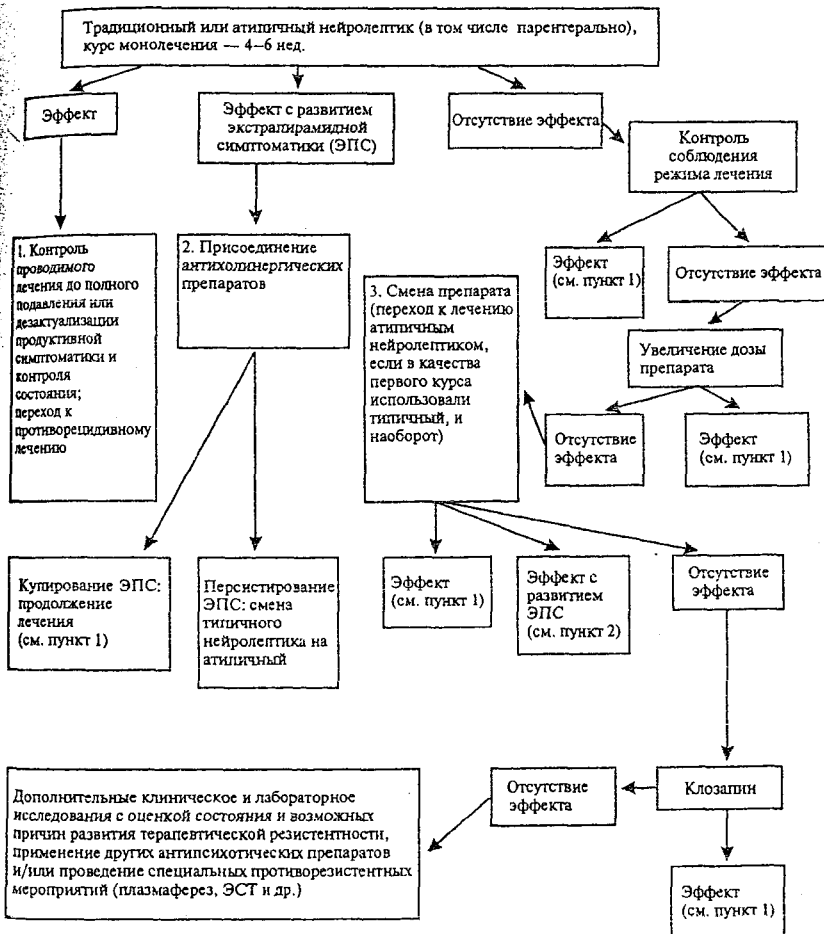 Традиционный или атипичный нейролептик (в том числе парентерально),
курс монолечения — 4–6 нед.
Эффект
Эффект с развитием
экстрапирамидной
симптоматики (ЭПС)
Отсутствие эффекта
Контроль
соблюдения
режима лечения
1. Контроль
проводимого
лечения до полного
подавления или
дезактуализации
продуктивной
симптоматики и
контроля
состояния;
переход к
противорецидивному
лечению
2. Присоединение
антихолинергических
препаратов
3. Смена препарата
(переход к лечению
атипичным
нейролептиком,
если в качества
первого курса
использовали
типичный, и
наоборот)
Эффект
(см. пункт 1)
Отсутствие эффекта
Увеличение дозы
препарата
Отсутствие
эффекта
Эффект
(см. пункт 1)
Купирование ЭПС:
продолжение
лечения
(см. пункт 1)
Персистирование
ЭПС: смена
типичного
нейролептика на
атипичный
Эффект
(см. пункт 1)
Эффект с
развитием
ЭПС
(см. пункт 2)
Отсутствие
эффекта
Клозапин
Отсутствие
эффекта
Дополнительные клиническое и лабораторное
исследования с оценкой состояния и возможных
причин развития терапевтической резистентности,
применение других антипсихотических препаратов
и/или проведение специальных противорезистентных
мероприятий (плазмаферез, ЭСТ и др.)
Эффект
(см. пункт 1)